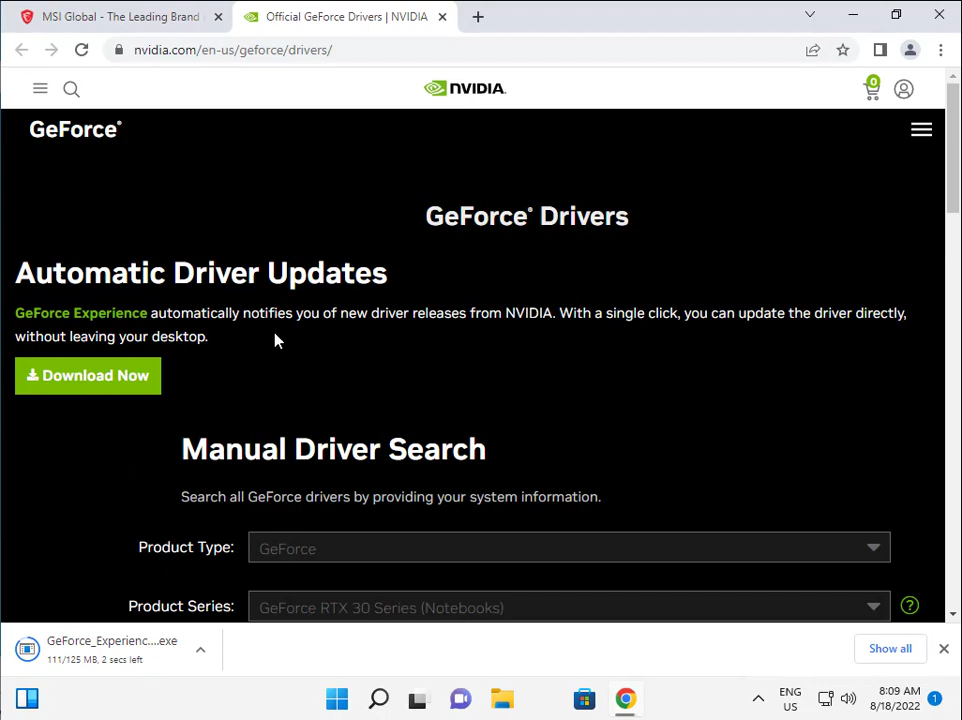 MSI Global - The Leading Brand
Official GeForce Drivers | NVIDIA
nvidia.com/en-us/geforce/drivers/
NVIDIA.
0
GeForce®
GeForce® Drivers
Automatic Driver Updates
GeForce Experience automatically notifies you of new driver releases from NVIDIA. With a single click, you can update the driver directly,
without leaving your desktop.
Download Now
Manual Driver Search
Search all GeForce drivers by providing your system information.
Product Type: GeForce
Product Series: GeForce RTX 30 Series (Notebooks) ?
GeForce_Experienc....exe
111/125 MB, 2 secs left
Show all
ENG
US
8:09 AM
8/18/2022
1